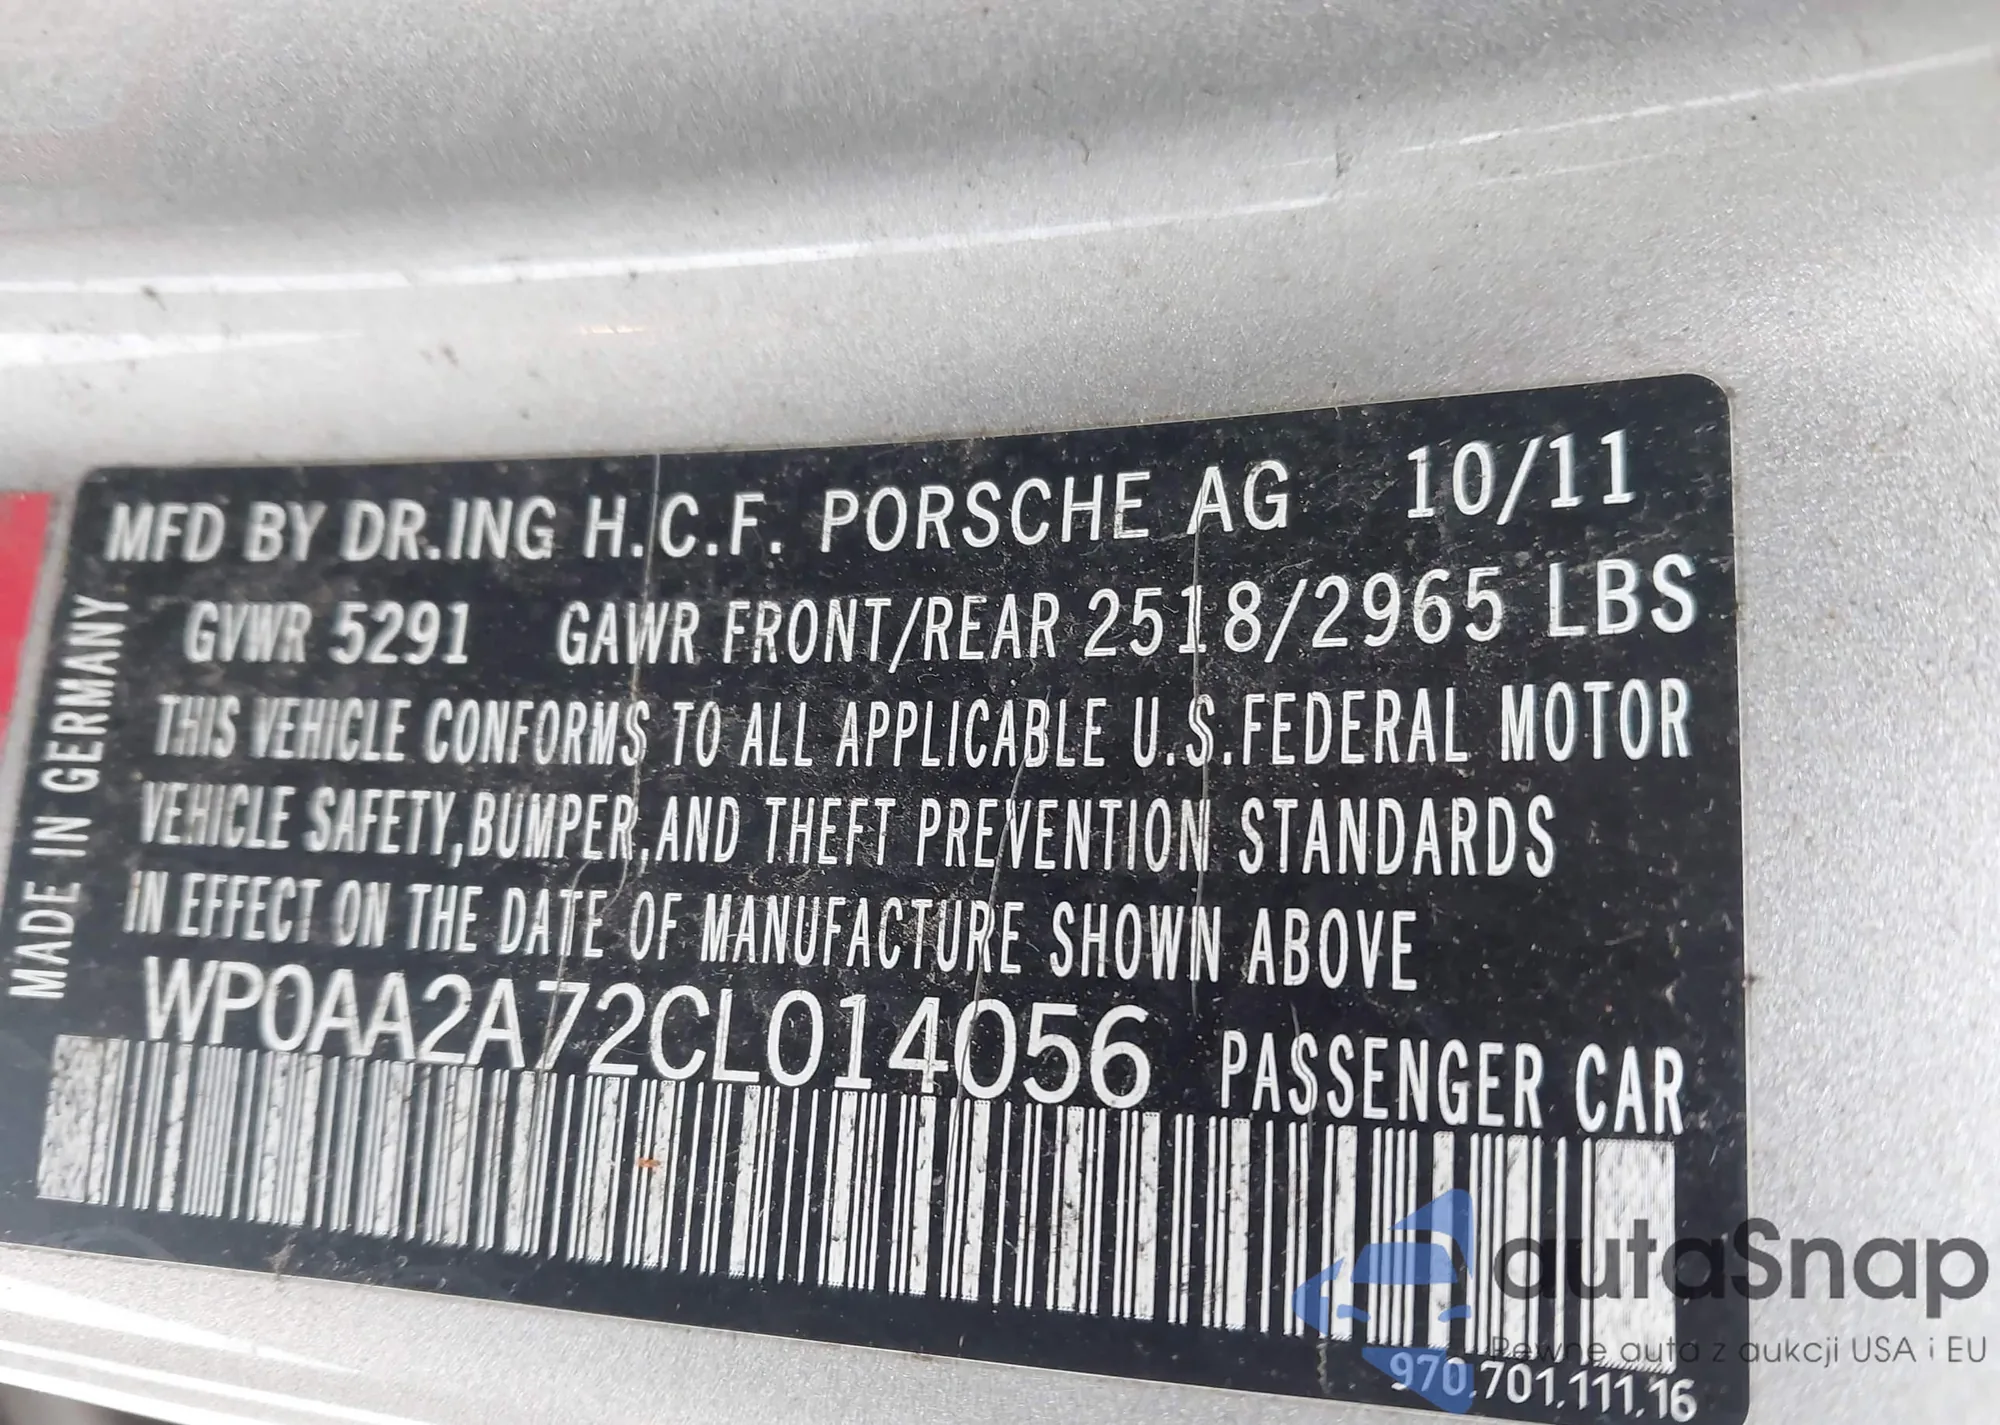 MFD BY DR.ING H.C.F. PORSCHE AG 10/11
GVWR 5291 GAWR FRONT/REAR 2518/2965 LBS
THIS VEHICLE CONFORMS TO ALL APPLICABLE U.S.FEDERAL MOTOR
VEHICLE SAFETY,BUMPER,AND THEFT PREVENTION STANDARDS
IN EFFECT ON THE DATE OF MANUFACTURE SHOWN ABOVE
WP0AA2A72CL014056 PASSENGER CAR
MADE IN GERMANY
autaSnap
Pewne auta z aukcji USA i EU
970.701.111.16